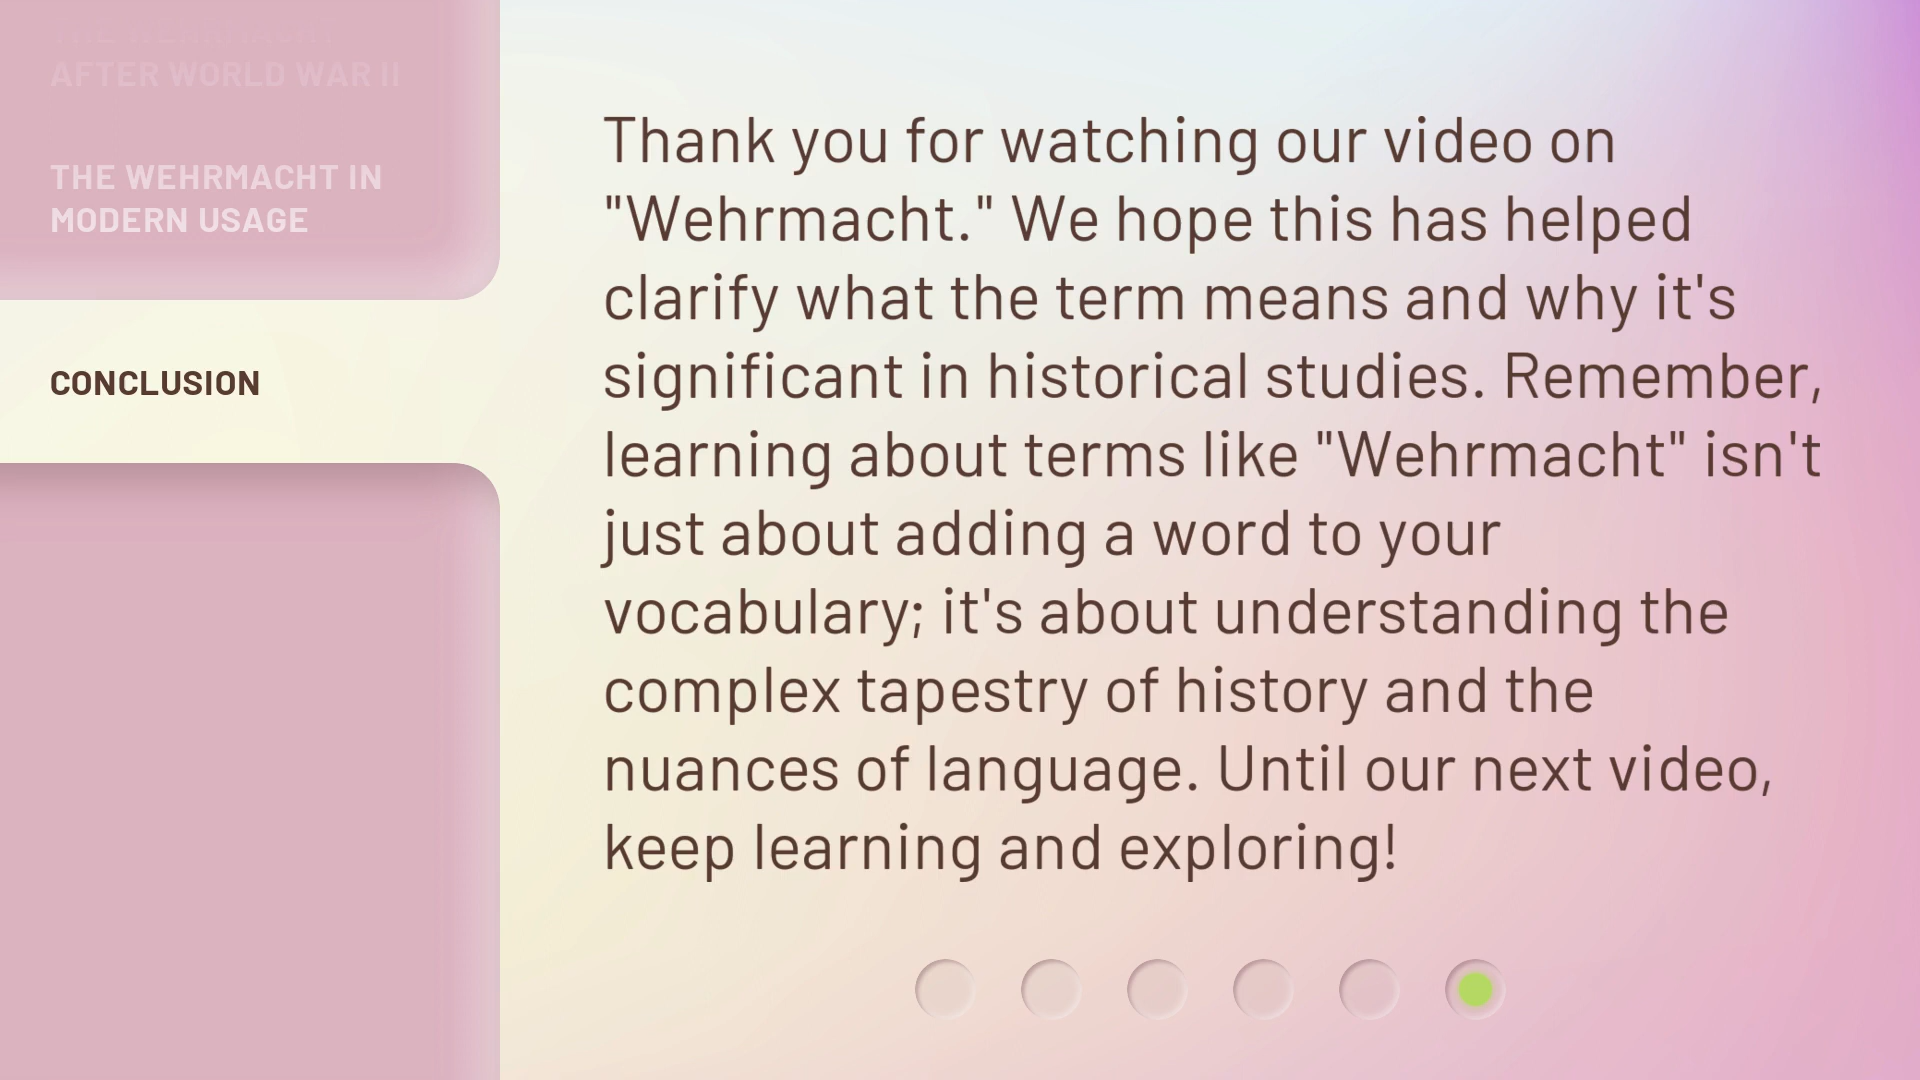 THE WEHRMACHT
AFTER WORLD WAR II
THE WEHRMACHT IN
MODERN USAGE
CONCLUSION
Thank you for watching our video on
"Wehrmacht." We hope this has helped
clarify what the term means and why it's
significant in historical studies. Remember,
learning about terms like "Wehrmacht" isn't
just about adding a word to your
vocabulary; it's about understanding the
complex tapestry of history and the
nuances of language. Until our next video,
keep learning and exploring!